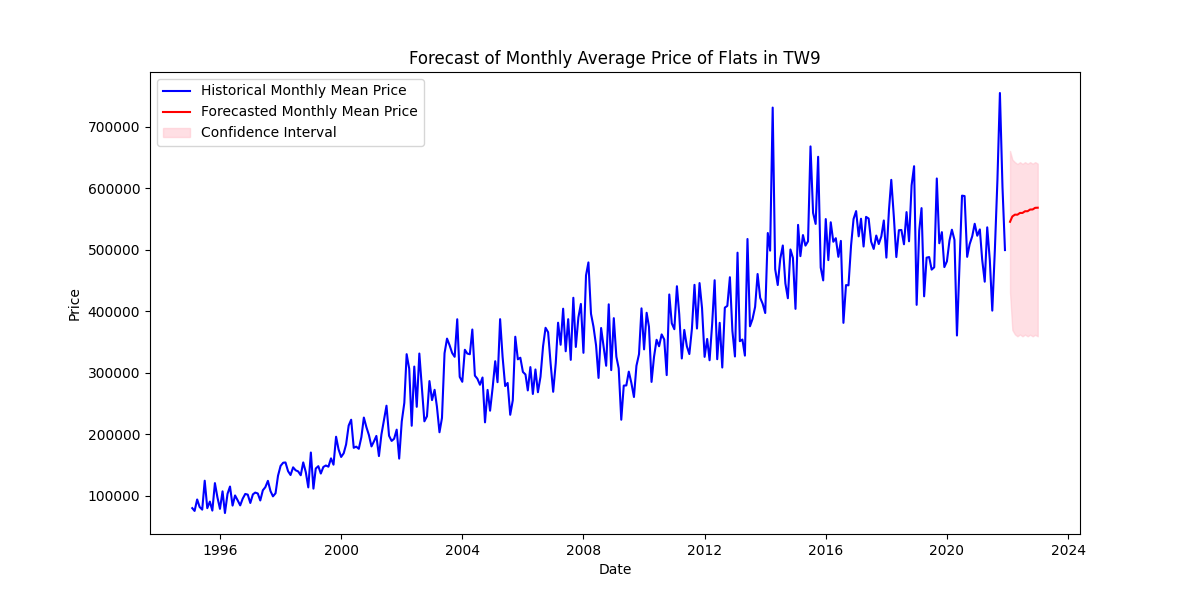 Forecast of Monthly Average Price of Flats in TW9
Historical Monthly Mean Price
Forecasted Monthly Mean Price
Confidence Interval
700000
600000
500000
400000
300000
200000
100000
Price
1996
2000
2004
2008
2012
2016
2020
2024
Date